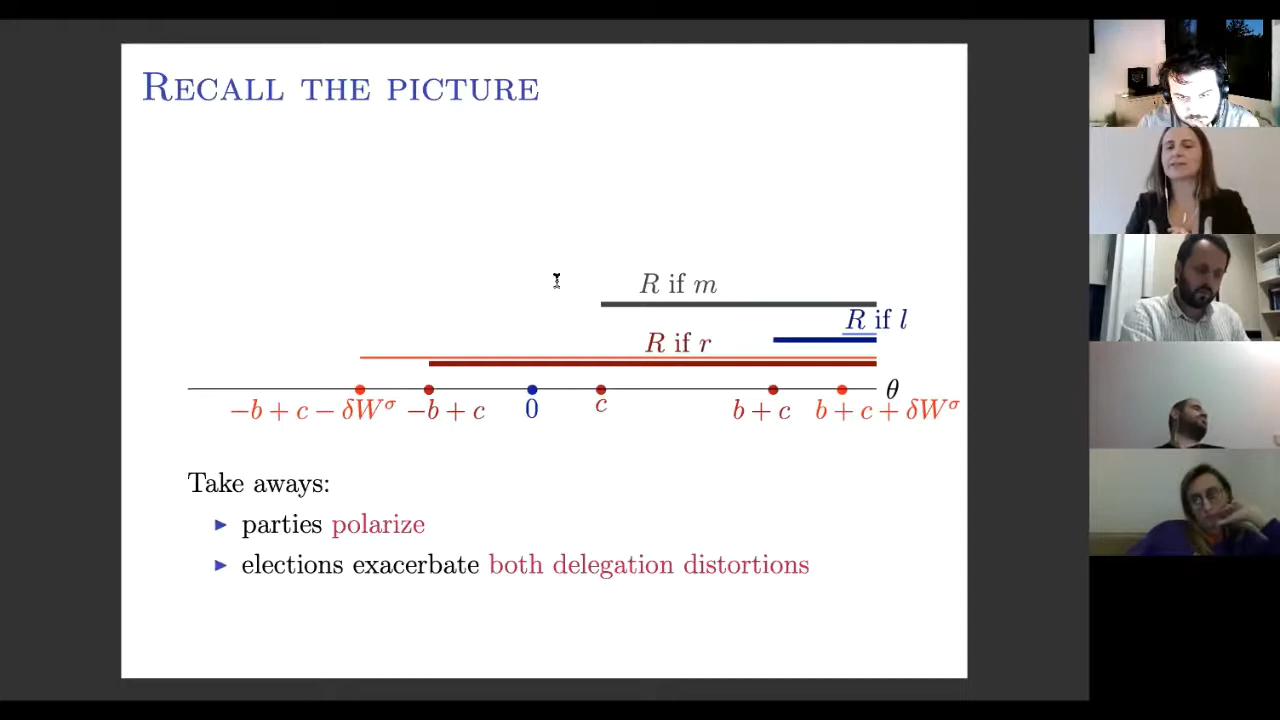 RECALL THE PICTURE
R if m
R if l
R if r
θ
−b + c − δW^σ −b + c 0 c b + c b + c + δW^σ
Take aways:
▶ parties polarize
▶ elections exacerbate both delegation distortions